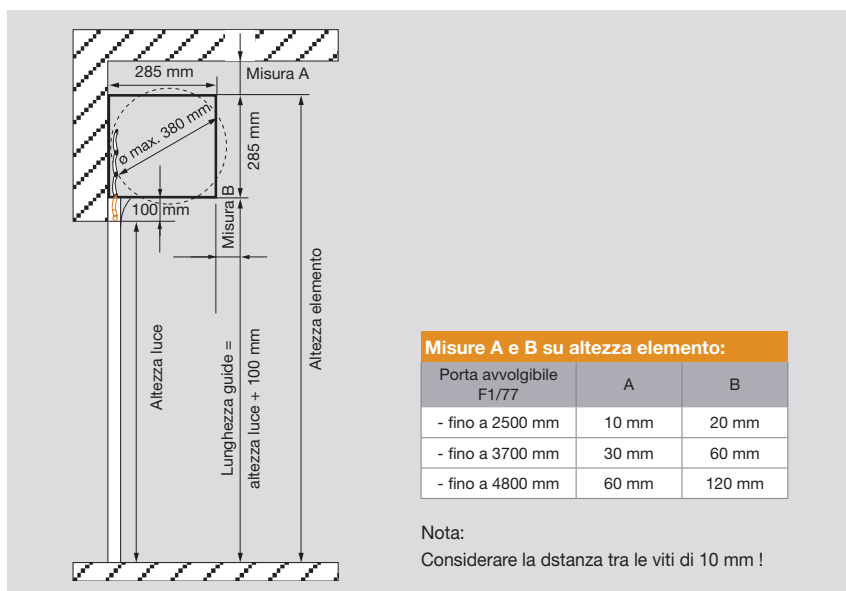 285 mm
Misura A
ø max. 380 mm
285 mm
100 mm
Misura B
Altezza luce
Lunghezza guide =
altezza luce + 100 mm
Altezza elemento
Misure A e B su altezza elemento:
Porta avvolgibile
F1/77
A
B
- fino a 2500 mm
10 mm
20 mm
- fino a 3700 mm
30 mm
60 mm
- fino a 4800 mm
60 mm
120 mm
Nota:
Considerare la dstanza tra le viti di 10 mm !